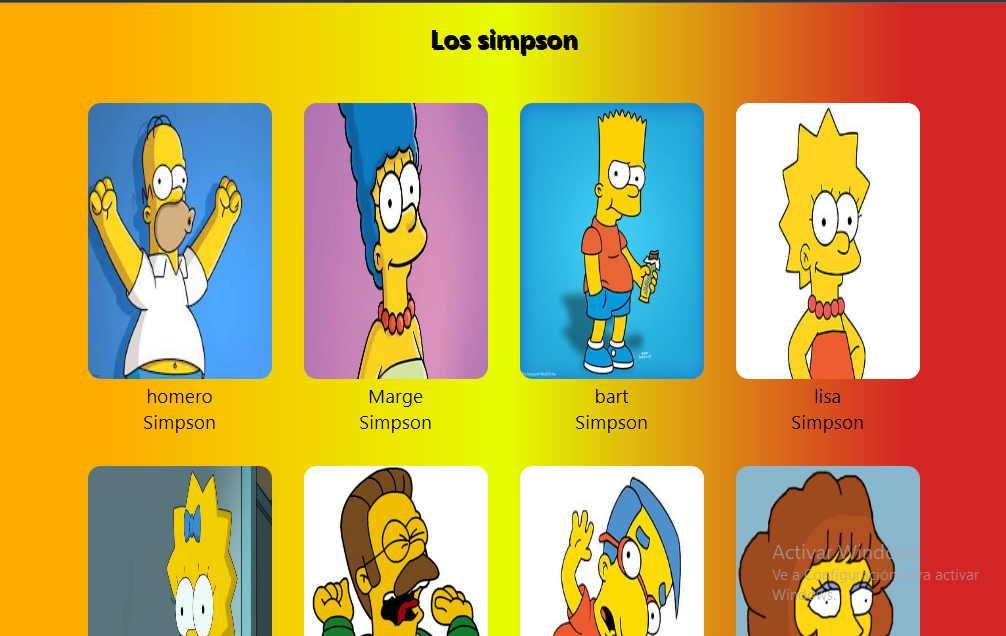 Los simpson
homero
Simpson
Marge
Simpson
bart
Simpson
lisa
Simpson
Activar Windows
Ve a Configuración para activar
Windows.